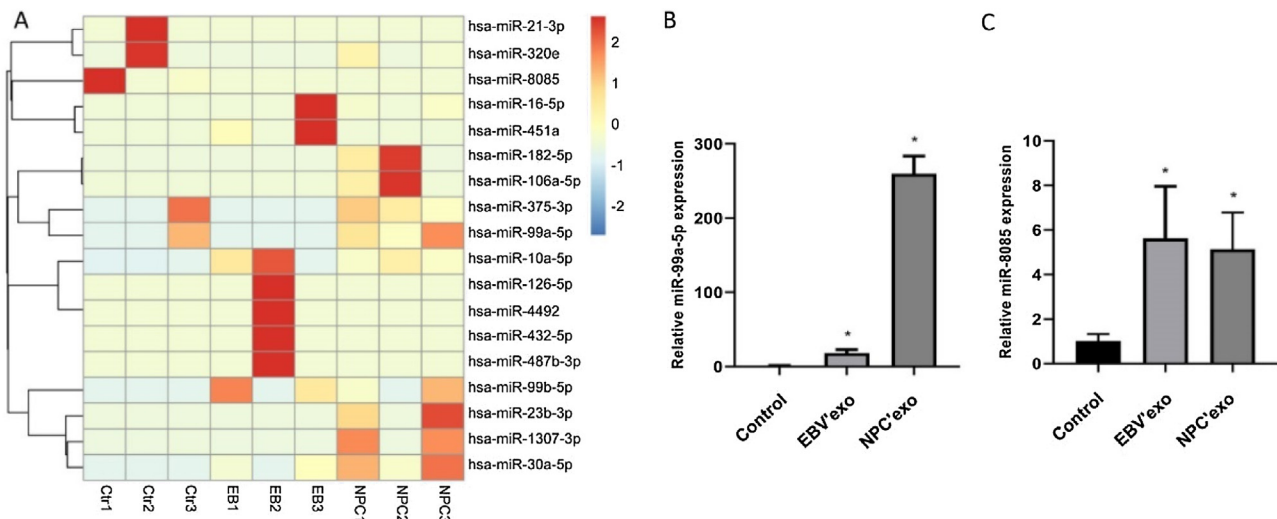 A
hsa-miR-21-3p
hsa-miR-320e
hsa-miR-8085
hsa-miR-16-5p
hsa-miR-451a
hsa-miR-182-5p
hsa-miR-106a-5p
hsa-miR-375-3p
hsa-miR-99a-5p
hsa-miR-10a-5p
hsa-miR-126-5p
hsa-miR-4492
hsa-miR-432-5p
hsa-miR-487b-3p
hsa-miR-99b-5p
hsa-miR-23b-3p
hsa-miR-1307-3p
hsa-miR-30a-5p
Ctr1
Ctr2
Ctr3
EB1
EB2
EB3
NPC1
NPC2
NPC3
2
1
0
-1
-2
B
Relative miR-99a-5p expression
300
200
100
0
*
*
Control
EBV'exo
NPC'exo
C
Relative miR-8085 expression
10
8
6
4
2
0
*
*
Control
EBV'exo
NPC'exo